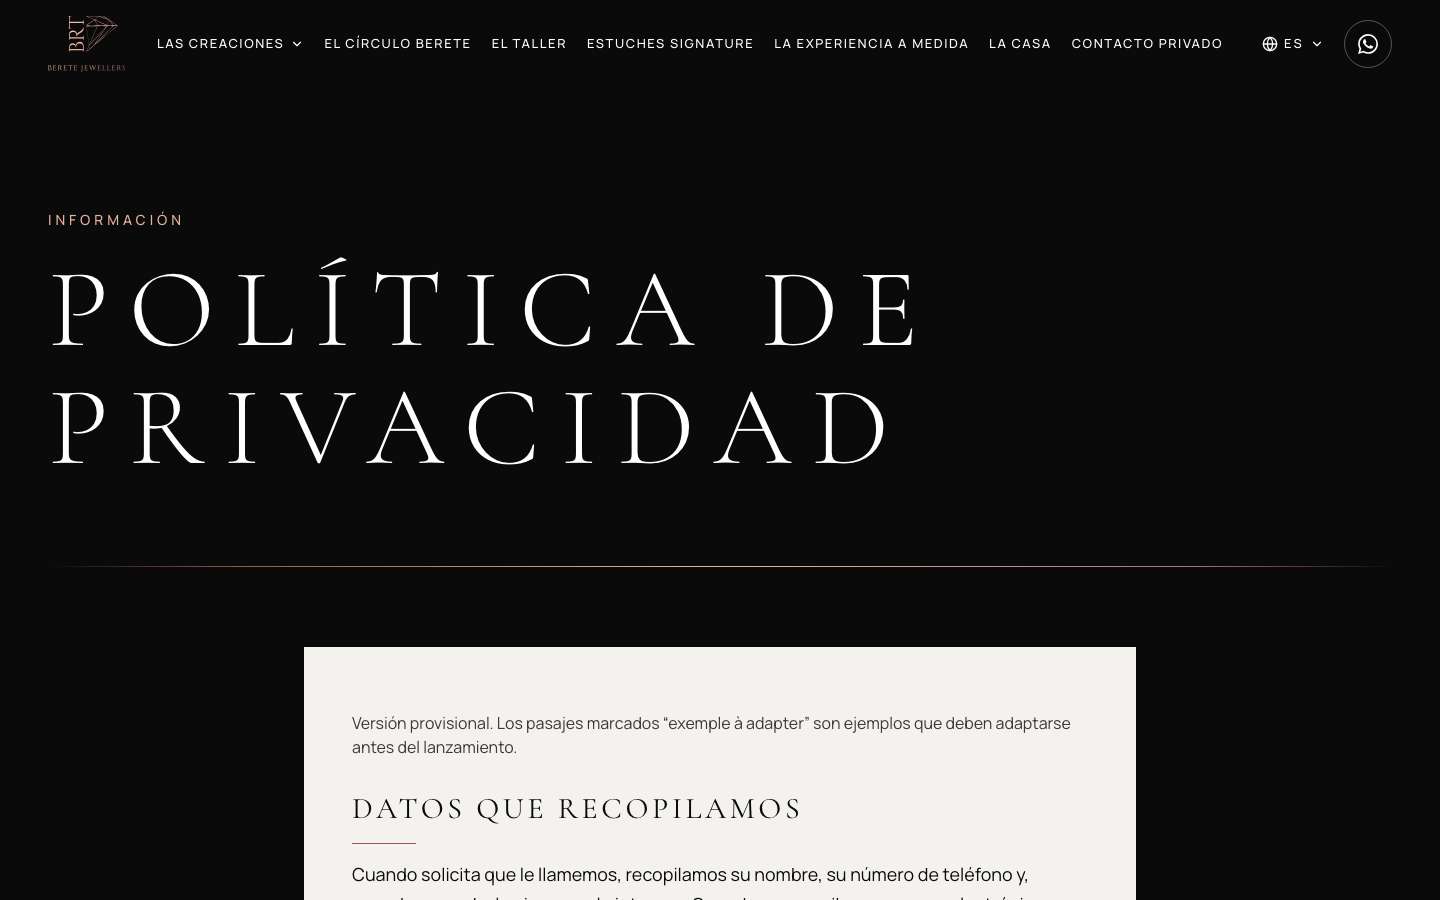 BRT
BERETE JEWELLERS
LAS CREACIONES
EL CÍRCULO BERETE
EL TALLER
ESTUCHES SIGNATURE
LA EXPERIENCIA A MEDIDA
LA CASA
CONTACTO PRIVADO
ES
INFORMACIÓN
POLÍTICA DE
PRIVACIDAD
Versión provisional. Los pasajes marcados “exemple à adapter” son ejemplos que deben adaptarse
antes del lanzamiento.
DATOS QUE RECOPILAMOS
Cuando solicita que le llamemos, recopilamos su nombre, su número de teléfono y,